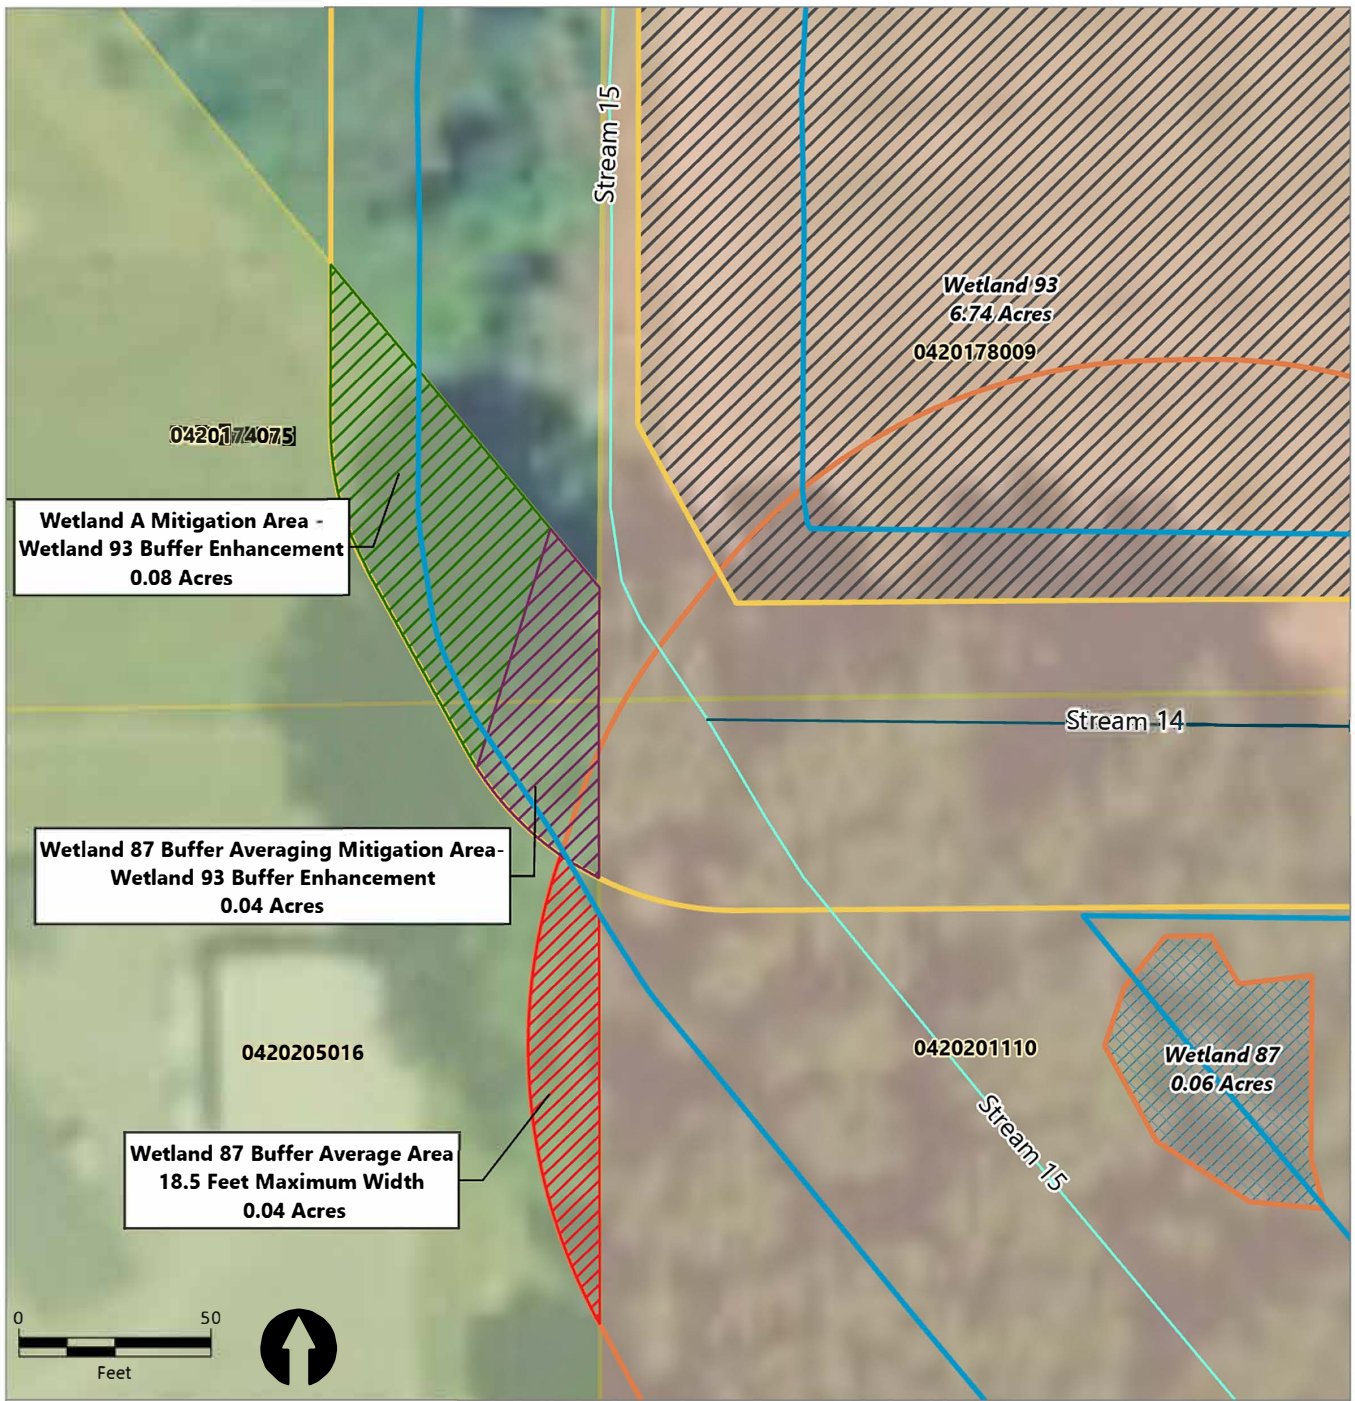 Stream 15
Wetland 93
6.74 Acres
0420178009
0420174075
Wetland A Mitigation Area -
Wetland 93 Buffer Enhancement
0.08 Acres
Stream 14
Wetland 87 Buffer Averaging Mitigation Area-
Wetland 93 Buffer Enhancement
0.04 Acres
0420205016
0420201110
Wetland 87
0.06 Acres
Stream 15
Wetland 87 Buffer Average Area
18.5 Feet Maximum Width
0.04 Acres
0 50
Feet